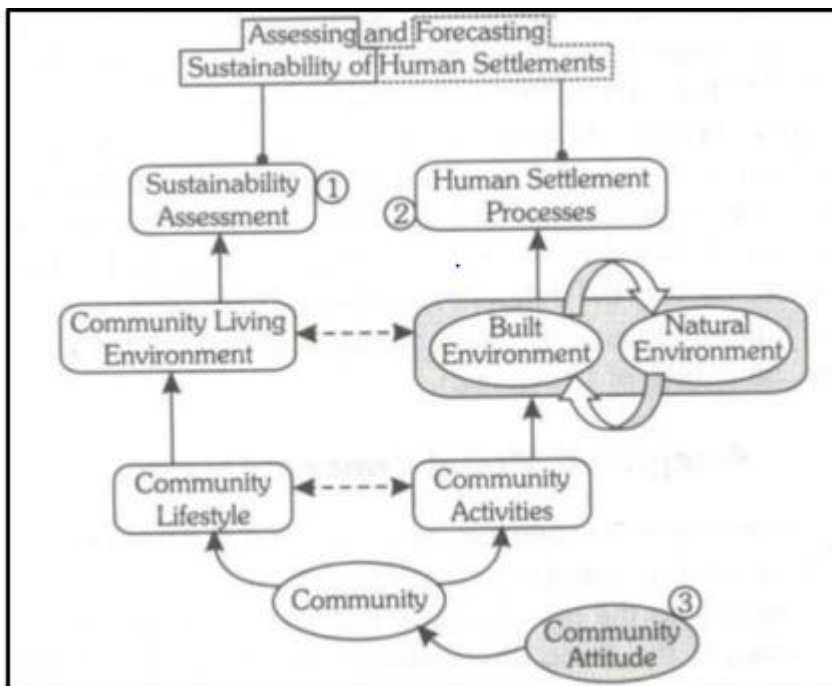 Assessing and Forecasting
Sustainability of Human Settlements
Sustainability
Assessment
①
②
Human Settlement
Processes
Community Living
Environment
Built
Environment
Natural
Environment
Community
Lifestyle
Community
Activities
Community
③
Community
Attitude